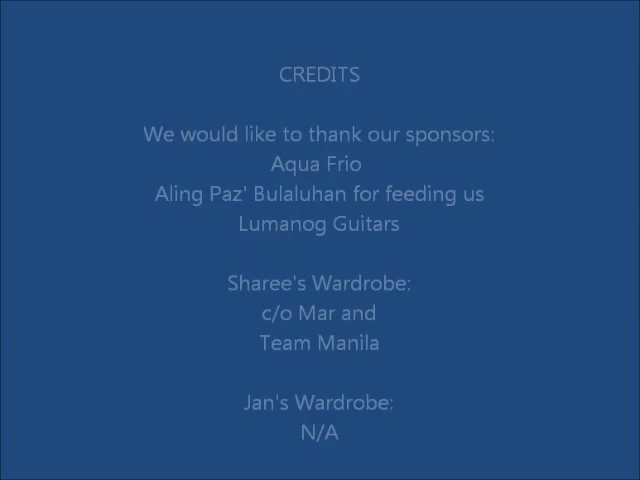 CREDITS
We would like to thank our sponsors:
Aqua Frio
Aling Paz' Bulaluhan for feeding us
Lumanog Guitars
Sharee's Wardrobe:
c/o Mar and
Team Manila
Jan's Wardrobe:
N/A